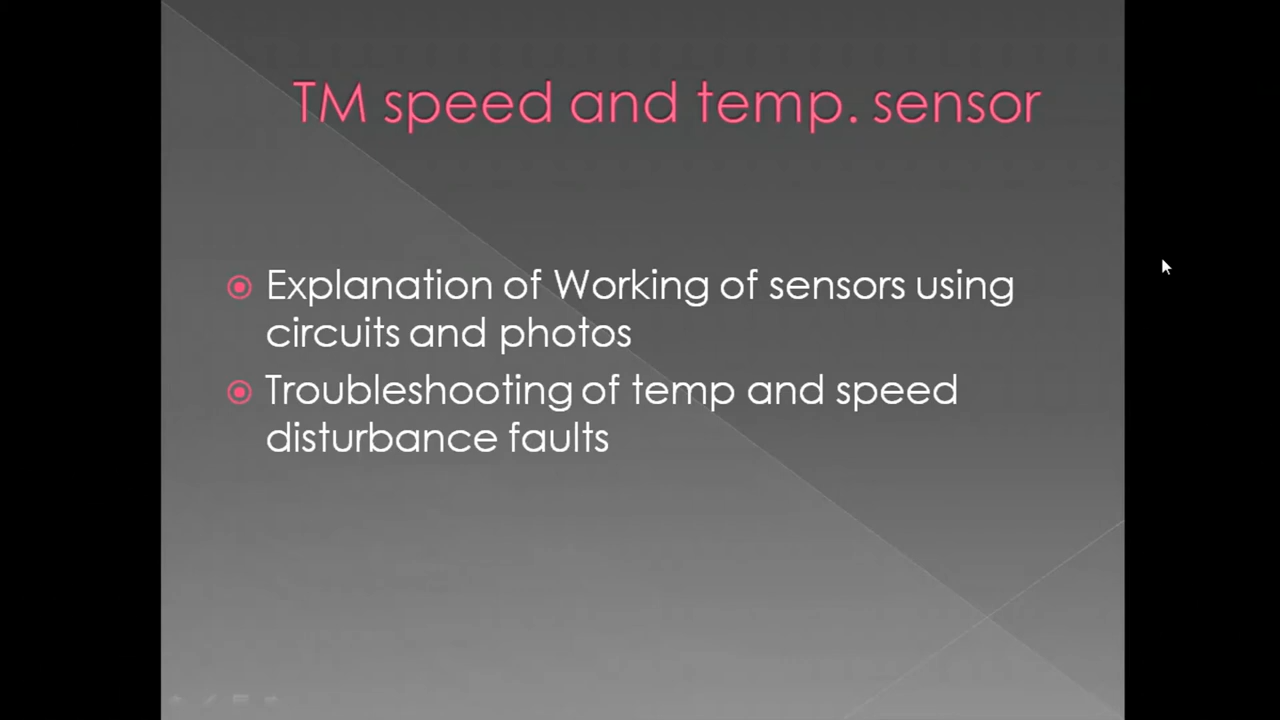 TM speed and temp. sensor
Explanation of Working of sensors using
circuits and photos
Troubleshooting of temp and speed
disturbance faults